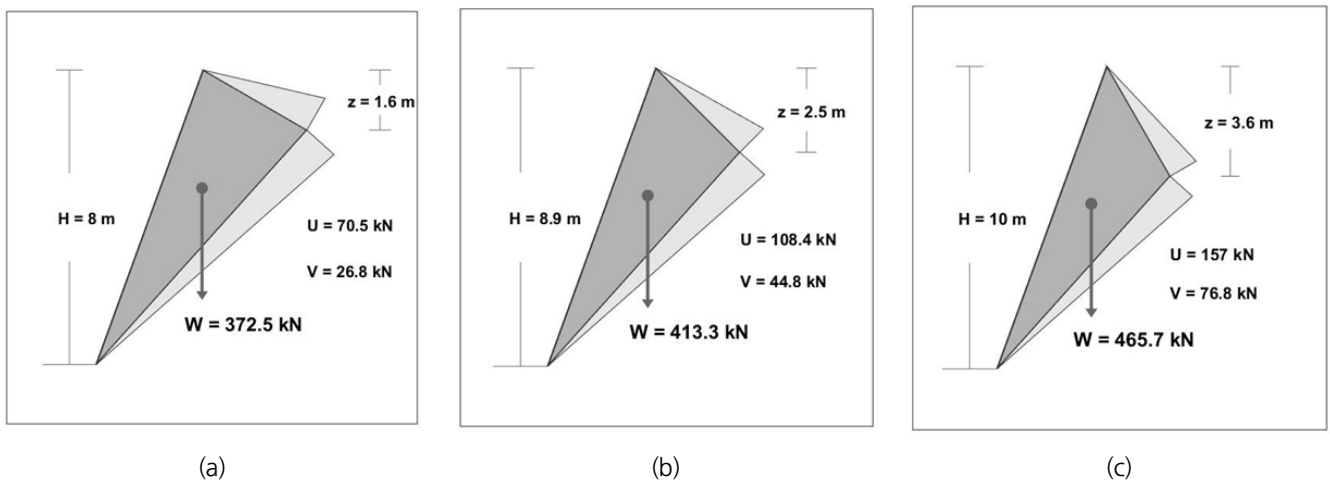 z = 1.6 m
H = 8 m
U = 70.5 kN
V = 26.8 kN
W = 372.5 kN
(a)
z = 2.5 m
H = 8.9 m
U = 108.4 kN
V = 44.8 kN
W = 413.3 kN
(b)
z = 3.6 m
H = 10 m
U = 157 kN
V = 76.8 kN
W = 465.7 kN
(c)